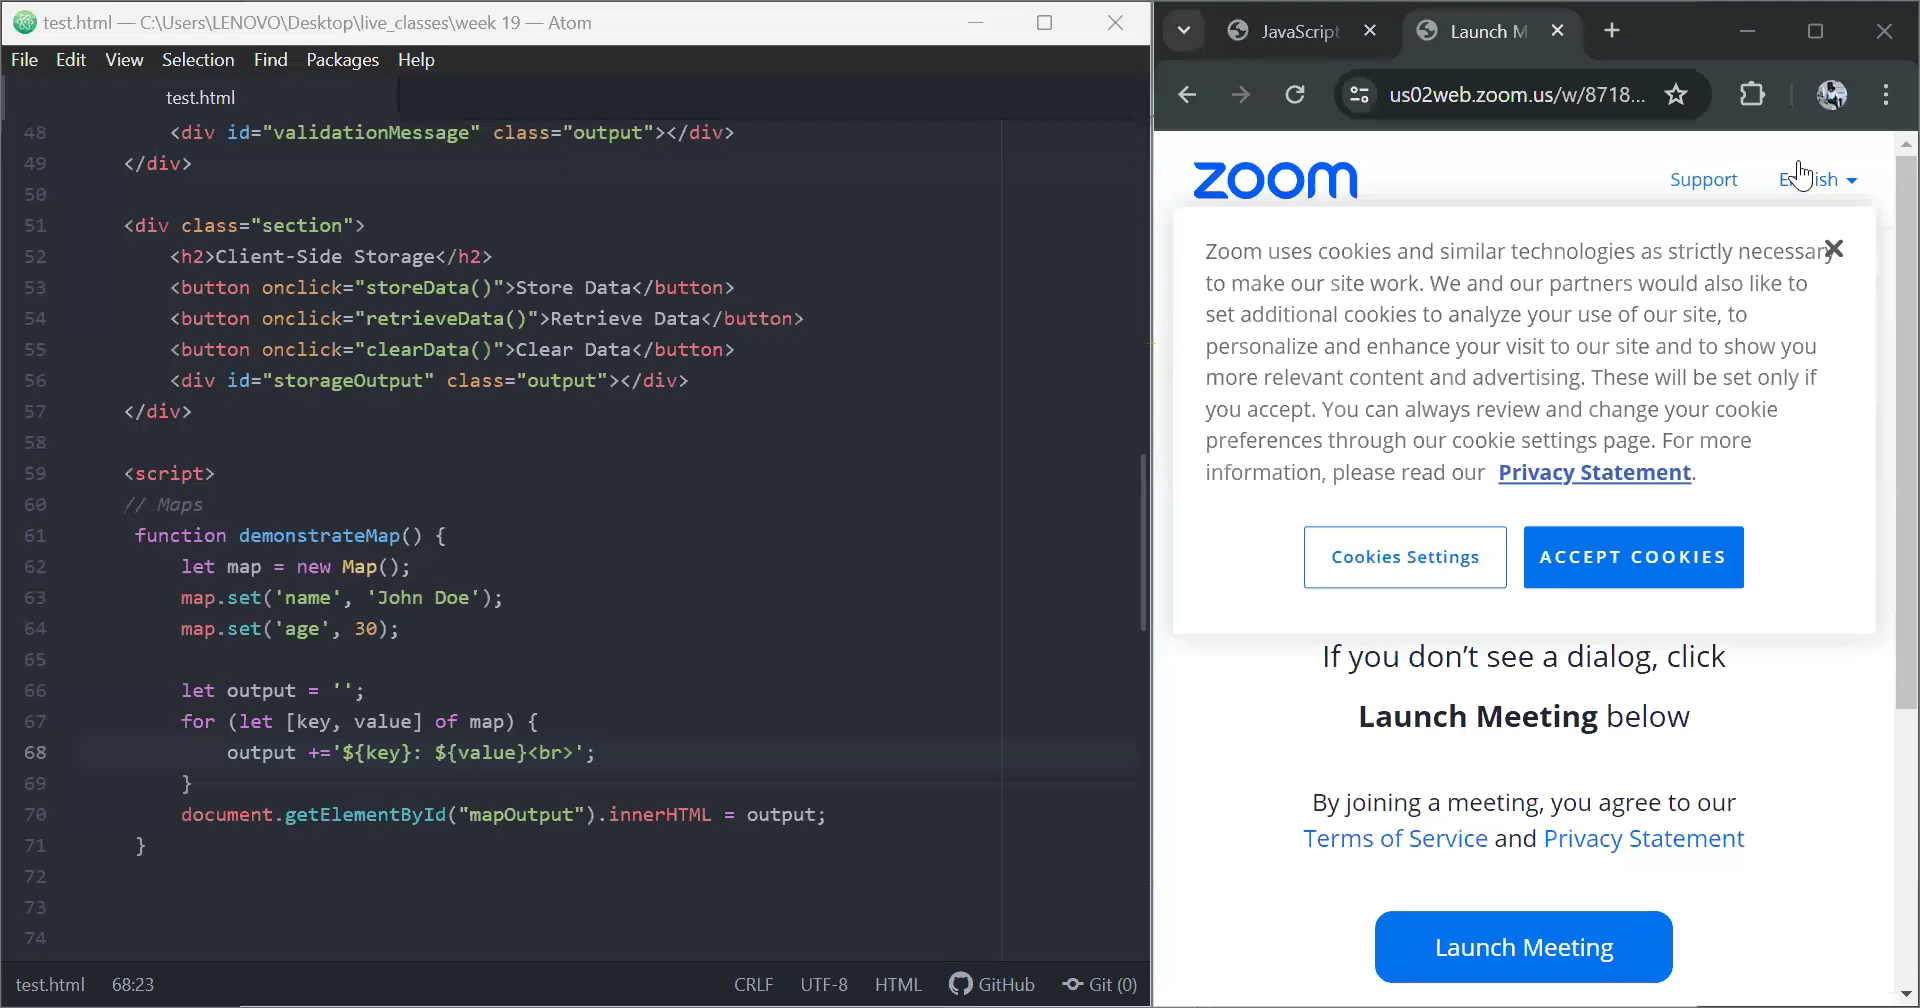 test.html — C:\Users\LENOVO\Desktop\live_classes\week 19 — Atom
File Edit View Selection Find Packages Help
test.html
48 <div id="validationMessage" class="output"></div>
49 </div>
50
51 <div class="section">
52 <h2>Client-Side Storage</h2>
53 <button onclick="storeData()">Store Data</button>
54 <button onclick="retrieveData()">Retrieve Data</button>
55 <button onclick="clearData()">Clear Data</button>
56 <div id="storageOutput" class="output"></div>
57 </div>
58
59 <script>
60 // Maps
61 function demonstrateMap() {
62 let map = new Map();
63 map.set('name', 'John Doe');
64 map.set('age', 30);
65
66 let output = '';
67 for (let [key, value] of map) {
68 output +='${key}: ${value}<br>';
69 }
70 document.getElementById("mapOutput").innerHTML = output;
71 }
72
73
74
test.html 68:23 CRLF UTF-8 HTML GitHub Git (0)
JavaScript Launch M
us02web.zoom.us/w/8718...
zoom Support
Zoom uses cookies and similar technologies as strictly necessary
to make our site work. We and our partners would also like to
set additional cookies to analyze your use of our site, to
personalize and enhance your visit to our site and to show you
more relevant content and advertising. These will be set only if
you accept. You can always review and change your cookie
preferences through our cookie settings page. For more
information, please read our Privacy Statement.
Cookies Settings ACCEPT COOKIES
If you don't see a dialog, click
Launch Meeting below
By joining a meeting, you agree to our
Terms of Service and Privacy Statement
Launch Meeting